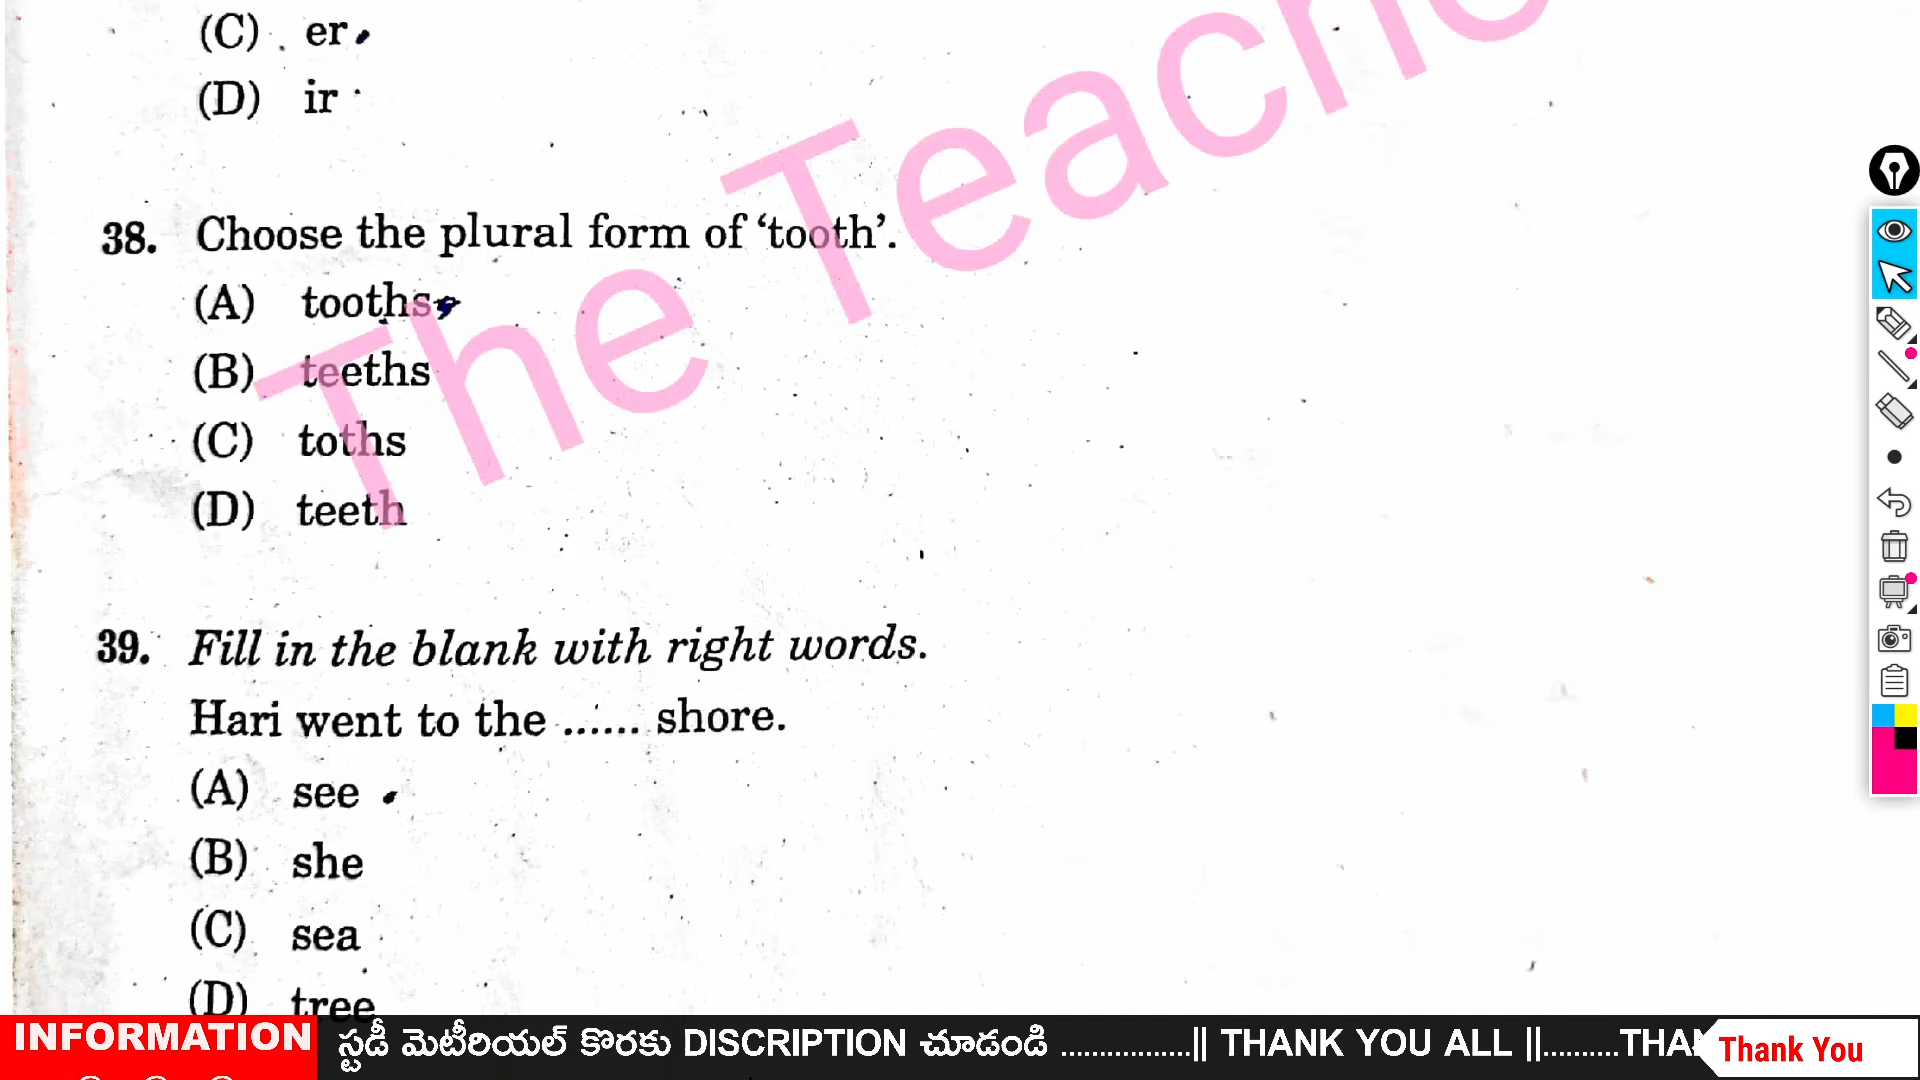 (C) er
(D) ir
The Teache
38. Choose the plural form of ‘tooth’.
(A) tooths
(B) teeths
(C) toths
(D) teeth
39. Fill in the blank with right words.
Hari went to the ...... shore.
(A) see
(B) she
(C) sea
(D) tree
INFORMATION
స్టడీ మెటీరియల్ కొరకు DISCRIPTION చూడండి .................|| THANK YOU ALL ||..........THAN
Thank You